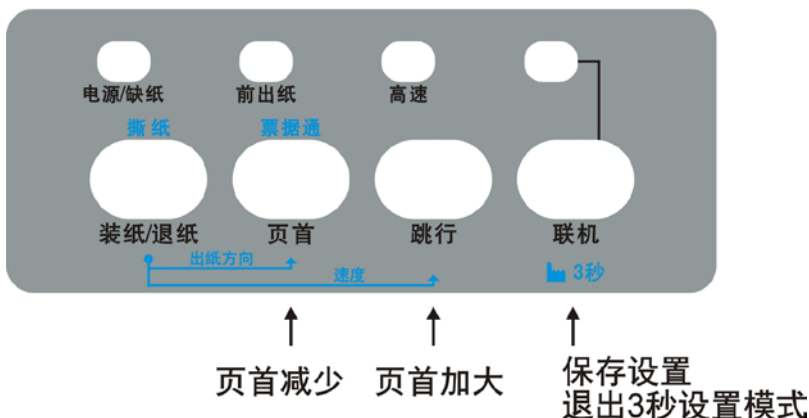 电源/缺纸 前出纸 高速
撕纸 票据通
装纸/退纸 页首 跳行 联机
出纸方向 速度 3秒
页首减少 页首加大 保存设置
退出3秒设置模式